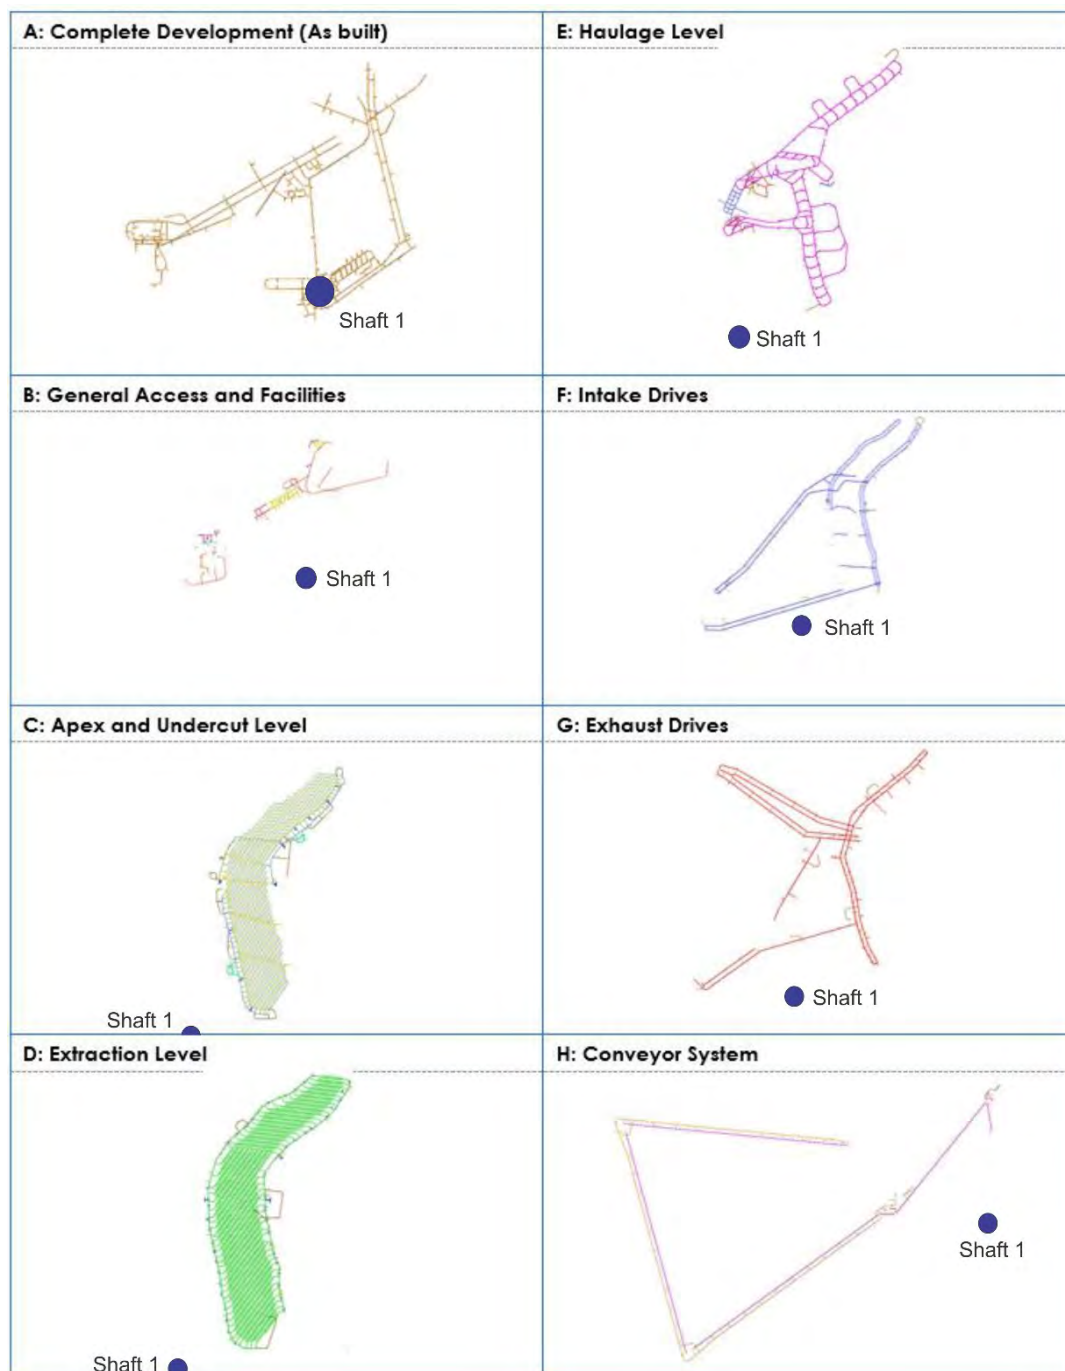 A: Complete Development (As built)
Shaft 1
B: General Access and Facilities
Shaft 1
C: Apex and Undercut Level
Shaft 1
D: Extraction Level
Shaft 1
E: Haulage Level
Shaft 1
F: Intake Drives
Shaft 1
G: Exhaust Drives
Shaft 1
H: Conveyor System
Shaft 1